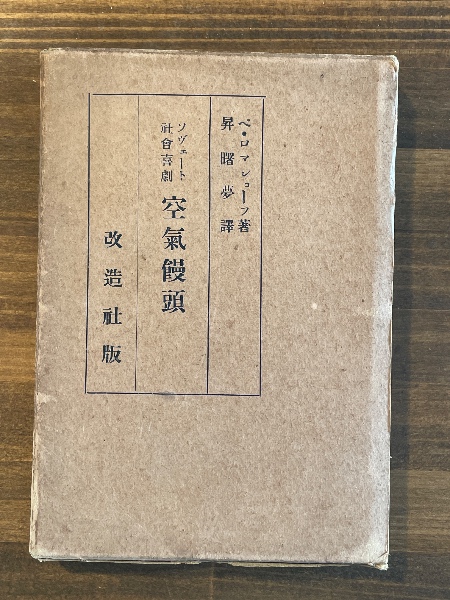 ベ・ロマショーフ著
昇曙夢譯
ソヴェート
社會喜劇
空氣饅頭
改造社版